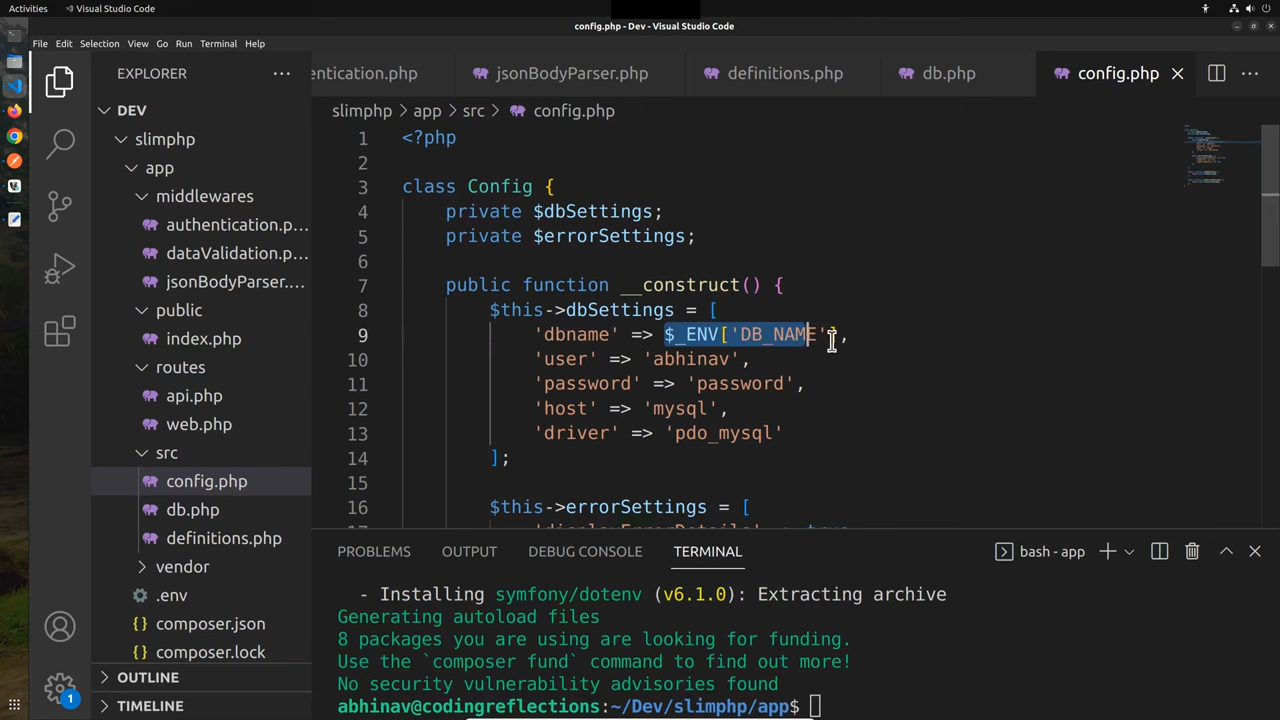 Activities Visual Studio Code
config.php - Dev - Visual Studio Code
File Edit Selection View Go Run Terminal Help
EXPLORER
entication.php jsonBodyParser.php definitions.php db.php config.php
DEV
slimphp
app
middlewares
authentication.p...
dataValidation.p...
jsonBodyParser....
public
index.php
routes
api.php
web.php
src
config.php
db.php
definitions.php
vendor
.env
composer.json
composer.lock
OUTLINE
TIMELINE
1
slimphp > app > src > config.php
1 <?php
2
3 class Config {
4 private $dbSettings;
5 private $errorSettings;
6
7 public function __construct() {
8 $this->dbSettings = [
9 'dbname' => $_ENV['DB_NAME'],
10 'user' => 'abhinav',
11 'password' => 'password',
12 'host' => 'mysql',
13 'driver' => 'pdo_mysql'
14 ];
15
16 $this->errorSettings = [
17 'displayErrorDetails' => true,
PROBLEMS OUTPUT DEBUG CONSOLE TERMINAL bash - app
- Installing symfony/dotenv (v6.1.0): Extracting archive
Generating autoload files
8 packages you are using are looking for funding.
Use the `composer fund` command to find out more!
No security vulnerability advisories found
abhinav@codingreflections:~/Dev/slimphp/app$